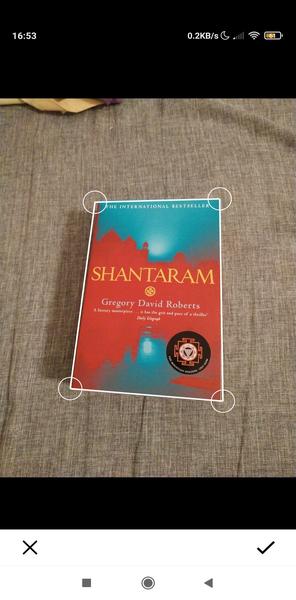 16:53
0.2KB/s
THE INTERNATIONAL BESTSELLER
SHANTARAM
Gregory David Roberts
'A literary masterpiece . . . it has the grit and pace of a thriller'
Daily Telegraph